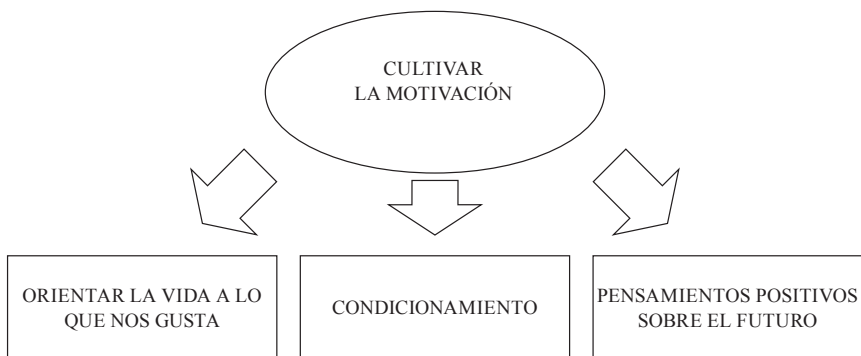 CULTIVAR
LA MOTIVACIÓN
ORIENTAR LA VIDA A LO
QUE NOS GUSTA
CONDICIONAMIENTO
PENSAMIENTOS POSITIVOS
SOBRE EL FUTURO